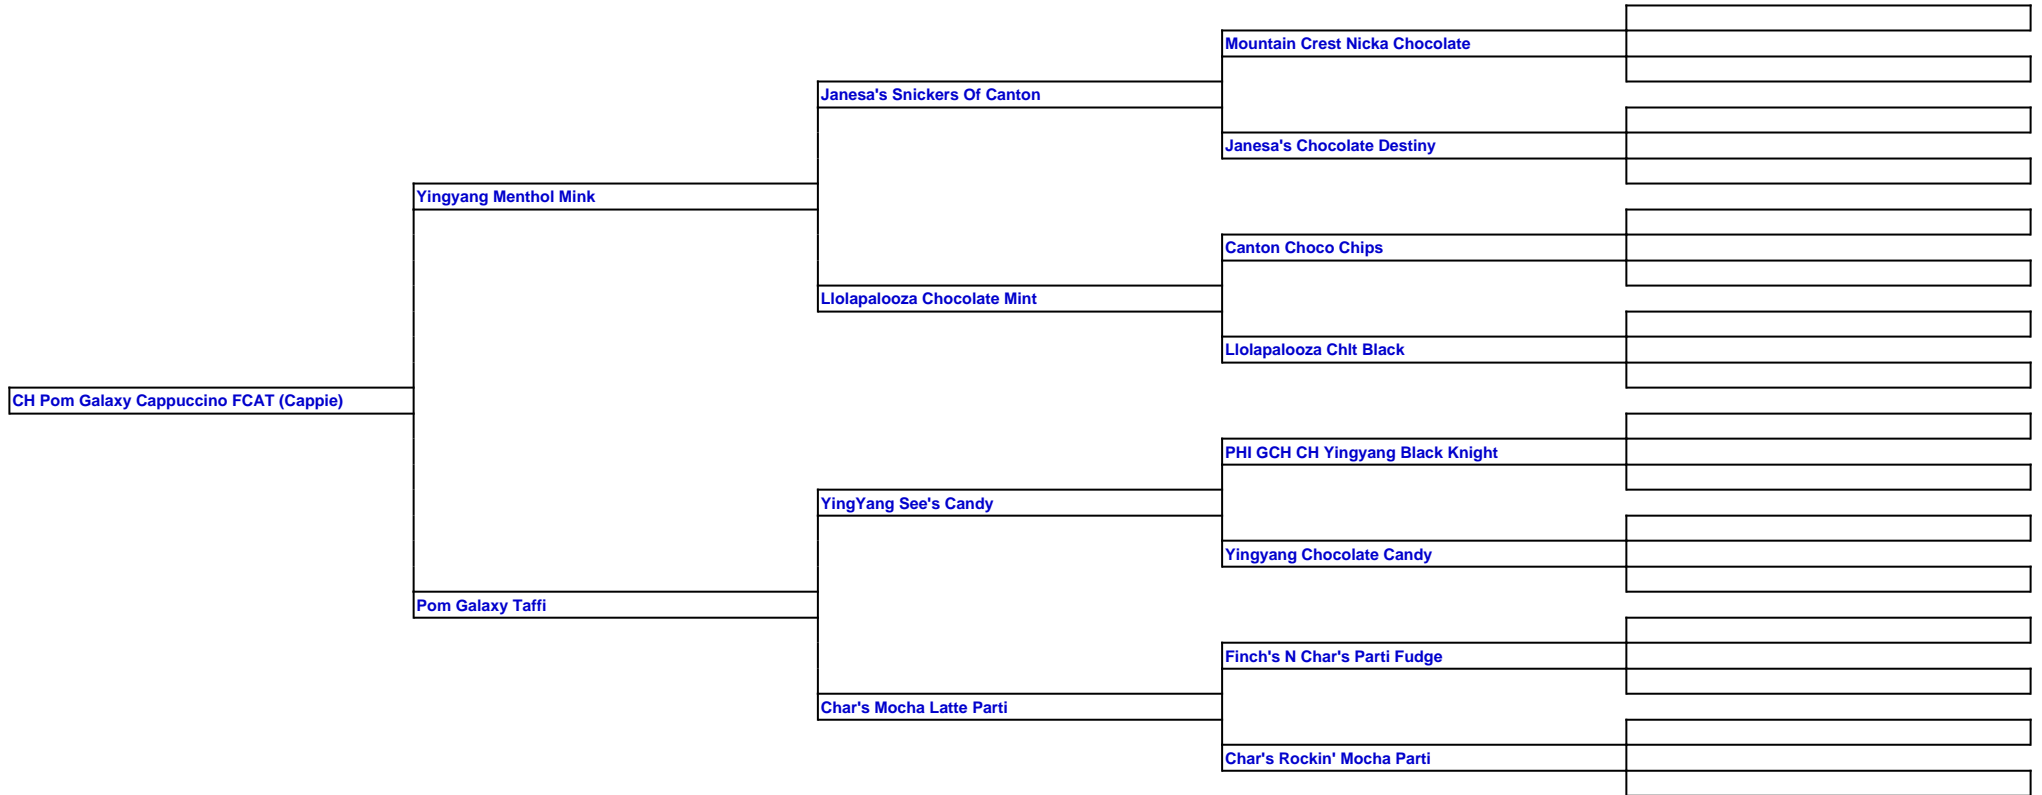 Mountain Crest Nicka Chocolate
Janesa's Snickers Of Canton
Janesa's Chocolate Destiny
Yingyang Menthol Mink
Canton Choco Chips
Llolapalooza Chocolate Mint
Llolapalooza Chlt Black
CH Pom Galaxy Cappuccino FCAT (Cappie)
PHI GCH CH Yingyang Black Knight
YingYang See's Candy
Yingyang Chocolate Candy
Pom Galaxy Taffi
Finch's N Char's Parti Fudge
Char's Mocha Latte Parti
Char's Rockin' Mocha Parti